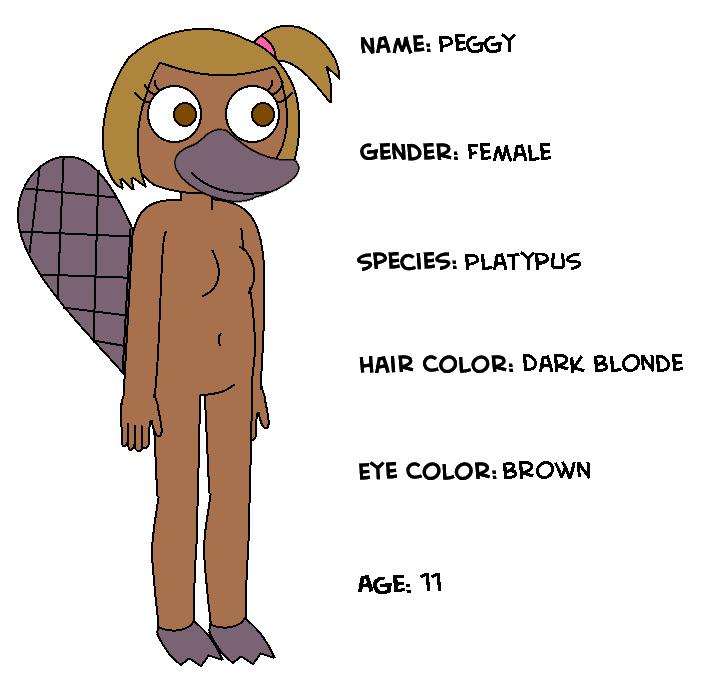 NAME: PEGGY
GENDER: FEMALE
SPECIES: PLATYPUS
HAIR COLOR: DARK BLONDE
EYE COLOR: BROWN
AGE: 11